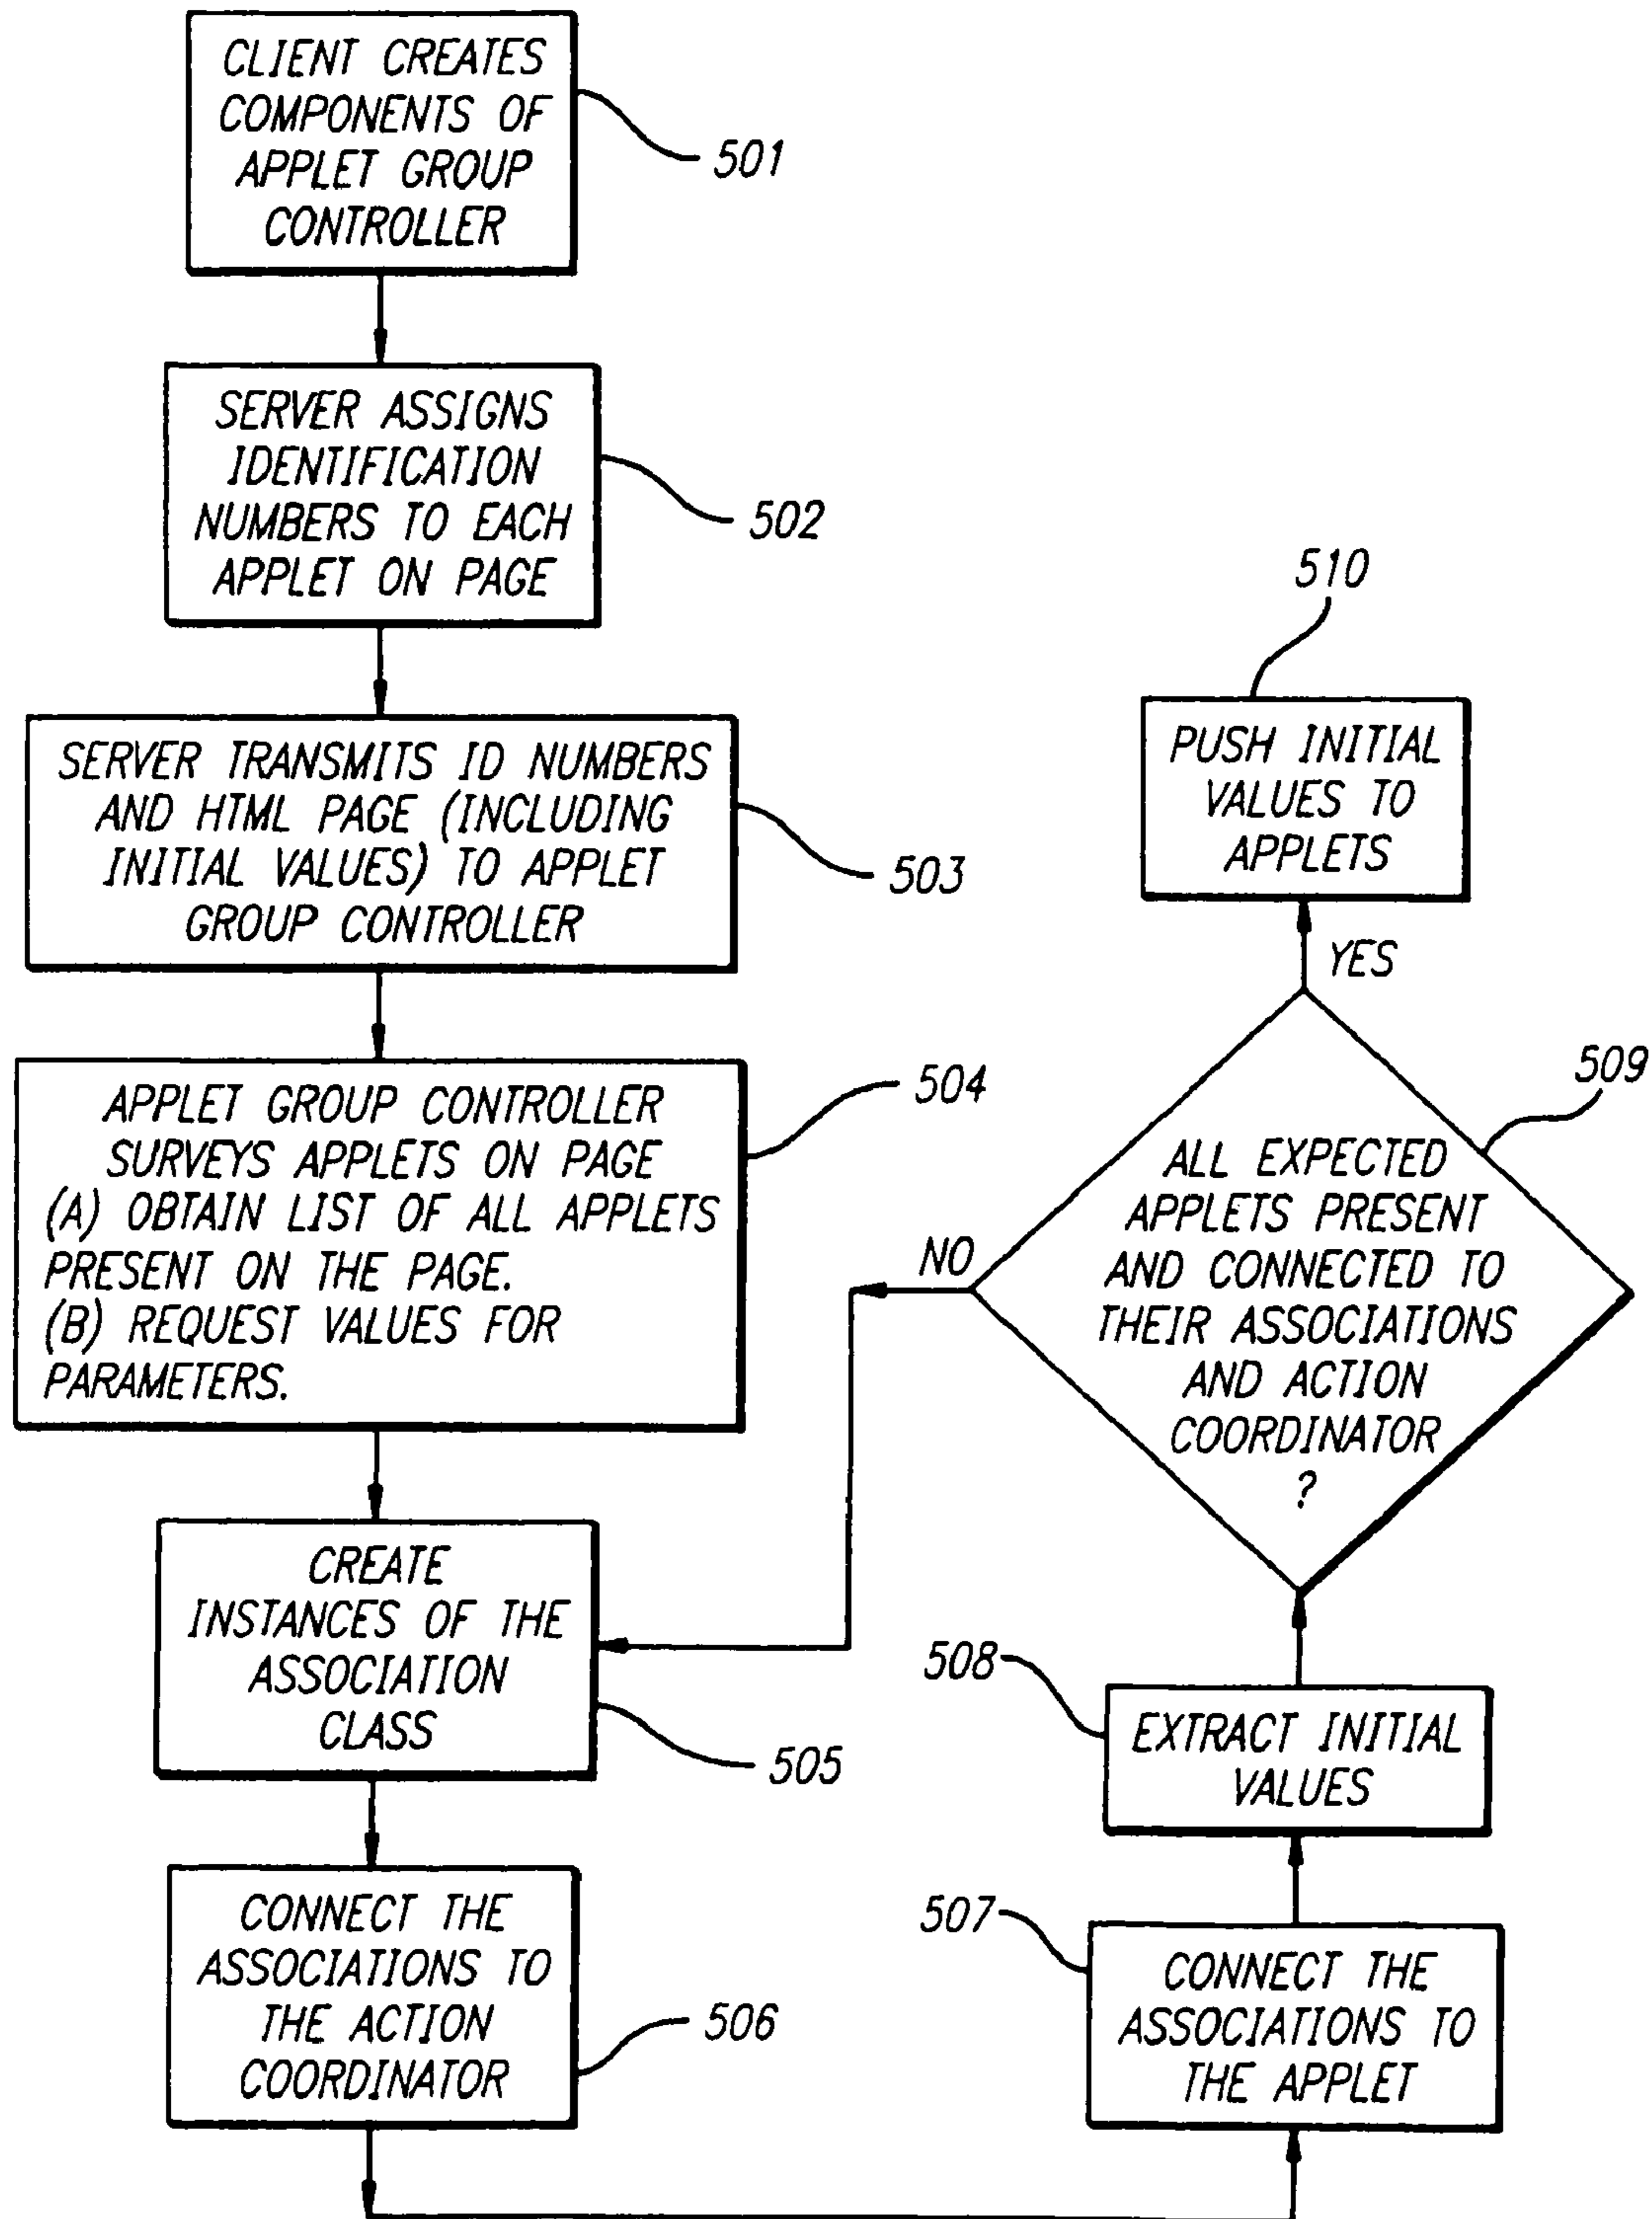 CLIENT CREATES
COMPONENTS OF
APPLET GROUP
CONTROLLER
501
SERVER ASSIGNS
IDENTIFICATION
NUMBERS TO EACH
APPLET ON PAGE
502
SERVER TRANSMITS ID NUMBERS
AND HTML PAGE (INCLUDING
INITIAL VALUES) TO APPLET
GROUP CONTROLLER
503
APPLET GROUP CONTROLLER
SURVEYS APPLETS ON PAGE
(A) OBTAIN LIST OF ALL APPLETS
PRESENT ON THE PAGE.
(B) REQUEST VALUES FOR
PARAMETERS.
504
CREATE
INSTANCES OF THE
ASSOCIATION
CLASS
505
CONNECT THE
ASSOCIATIONS TO
THE ACTION
COORDINATOR
506
CONNECT THE
ASSOCIATIONS TO
THE APPLET
507
EXTRACT INITIAL
VALUES
508
ALL EXPECTED
APPLETS PRESENT
AND CONNECTED TO
THEIR ASSOCIATIONS
AND ACTION
COORDINATOR
?
509
NO
YES
PUSH INITIAL
VALUES TO
APPLETS
510